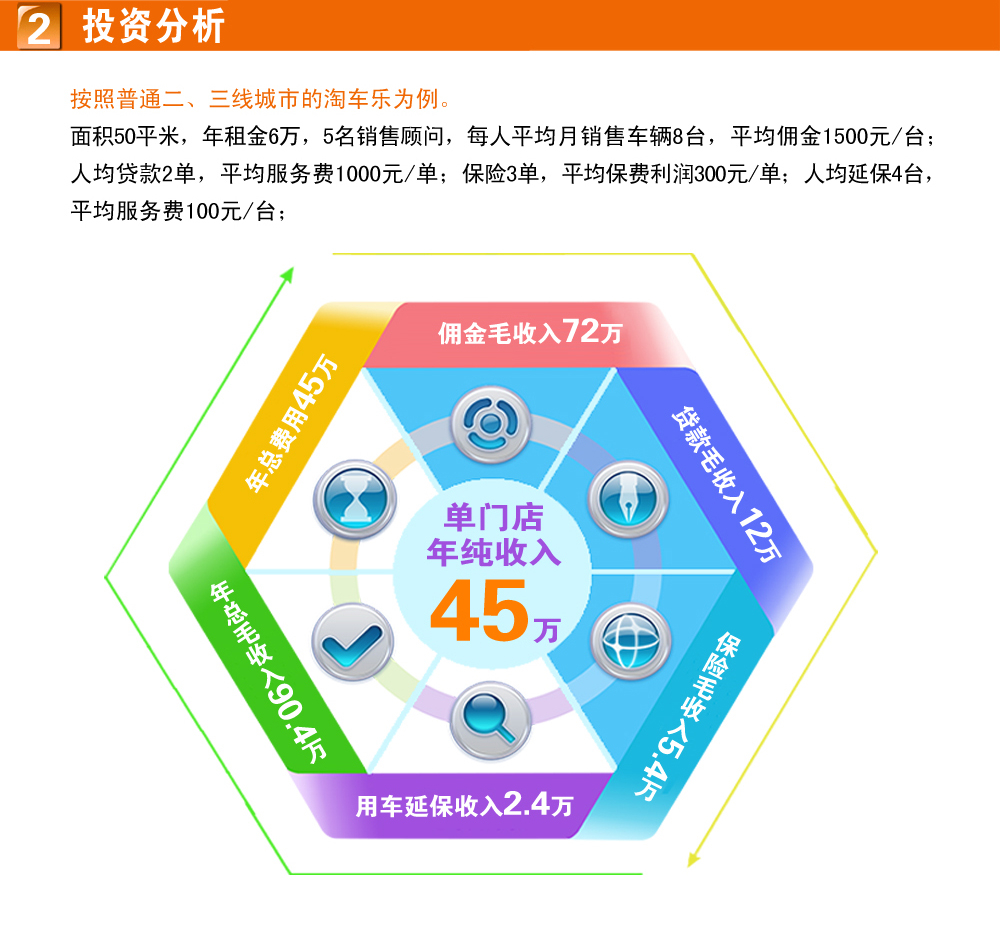 2 投资分析
按照普通二、三线城市的淘车乐为例。
面积50平米，年租金6万，5名销售顾问，每人平均月销售车辆8台，平均佣金1500元/台；
人均贷款2单，平均服务费1000元/单；保险3单，平均保费利润300元/单；人均延保4台，
平均服务费100元/台；
佣金毛收入72万
贷款毛收入12万
保险毛收入5.4万
用车延保收入2.4万
年总毛收入90.4万
年总费用45万
单门店
年纯收入
45万